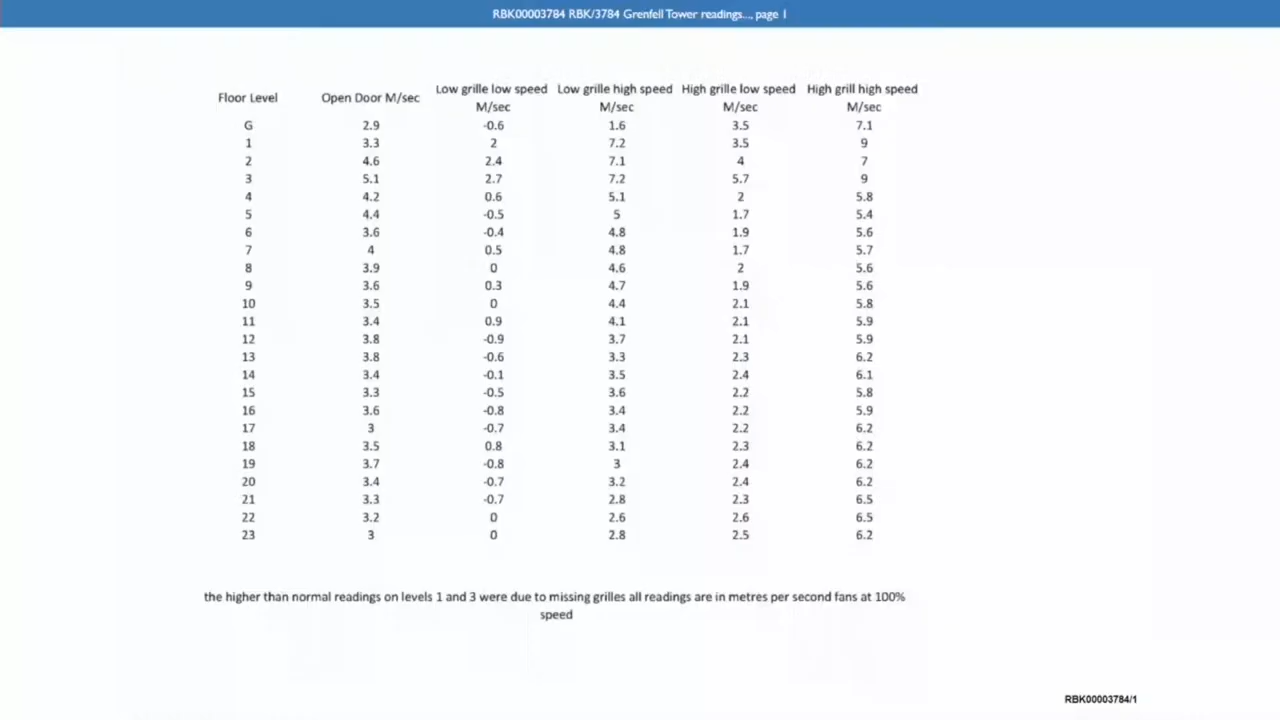 RBK00003784 RBK/3784 Grenfell Tower readings..., page 1
Floor Level Open Door M/sec Low grille low speed M/sec Low grille high speed M/sec High grille low speed M/sec High grill high speed M/sec
G 2.9 -0.6 1.6 3.5 7.1
1 3.3 2 7.2 3.5 9
2 4.6 2.4 7.1 4 7
3 5.1 2.7 7.2 5.7 9
4 4.2 0.6 5.1 2 5.8
5 4.4 -0.5 5 1.7 5.4
6 3.6 -0.4 4.8 1.9 5.6
7 4 0.5 4.8 1.7 5.7
8 3.9 0 4.6 2 5.6
9 3.6 0.3 4.7 1.9 5.6
10 3.5 0 4.4 2.1 5.8
11 3.4 0.9 4.1 2.1 5.9
12 3.8 -0.9 3.7 2.1 5.9
13 3.8 -0.6 3.3 2.3 6.2
14 3.4 -0.1 3.5 2.4 6.1
15 3.3 -0.5 3.6 2.2 5.8
16 3.6 -0.8 3.4 2.2 5.9
17 3 -0.7 3.4 2.2 6.2
18 3.5 0.8 3.1 2.3 6.2
19 3.7 -0.8 3 2.4 6.2
20 3.4 -0.7 3.2 2.4 6.2
21 3.3 -0.7 2.8 2.3 6.5
22 3.2 0 2.6 2.6 6.5
23 3 0 2.8 2.5 6.2
the higher than normal readings on levels 1 and 3 were due to missing grilles all readings are in metres per second fans at 100%
speed
RBK00003784/1